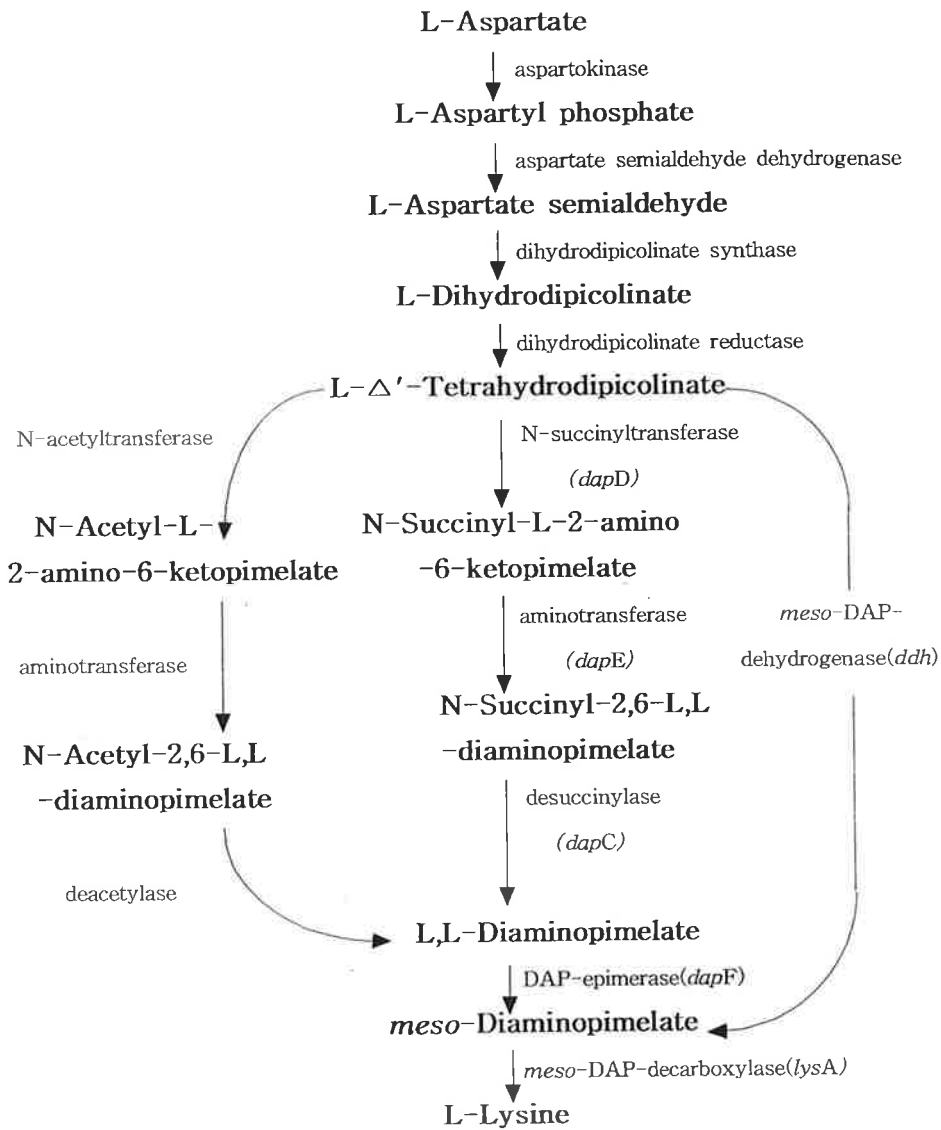 L-Aspartate
aspartokinase
L-Aspartyl phosphate
aspartate semialdehyde dehydrogenase
L-Aspartate semialdehyde
dihydrodipicolinate synthase
L-Dihydrodipicolinate
dihydrodipicolinate reductase
L-△′-Tetrahydrodipicolinate
N-acetyltransferase
N-succinyltransferase
(dapD)
N-Acetyl-L-
2-amino-6-ketopimelate
N-Succinyl-L-2-amino
-6-ketopimelate
aminotransferase
aminotransferase
(dapE)
meso-DAP-
dehydrogenase(ddh)
N-Acetyl-2,6-L,L
-diaminopimelate
N-Succinyl-2,6-L,L
-diaminopimelate
deacetylase
desuccinylase
(dapC)
L,L-Diaminopimelate
DAP-epimerase(dapF)
meso-Diaminopimelate
meso-DAP-decarboxylase(lysA)
L-Lysine